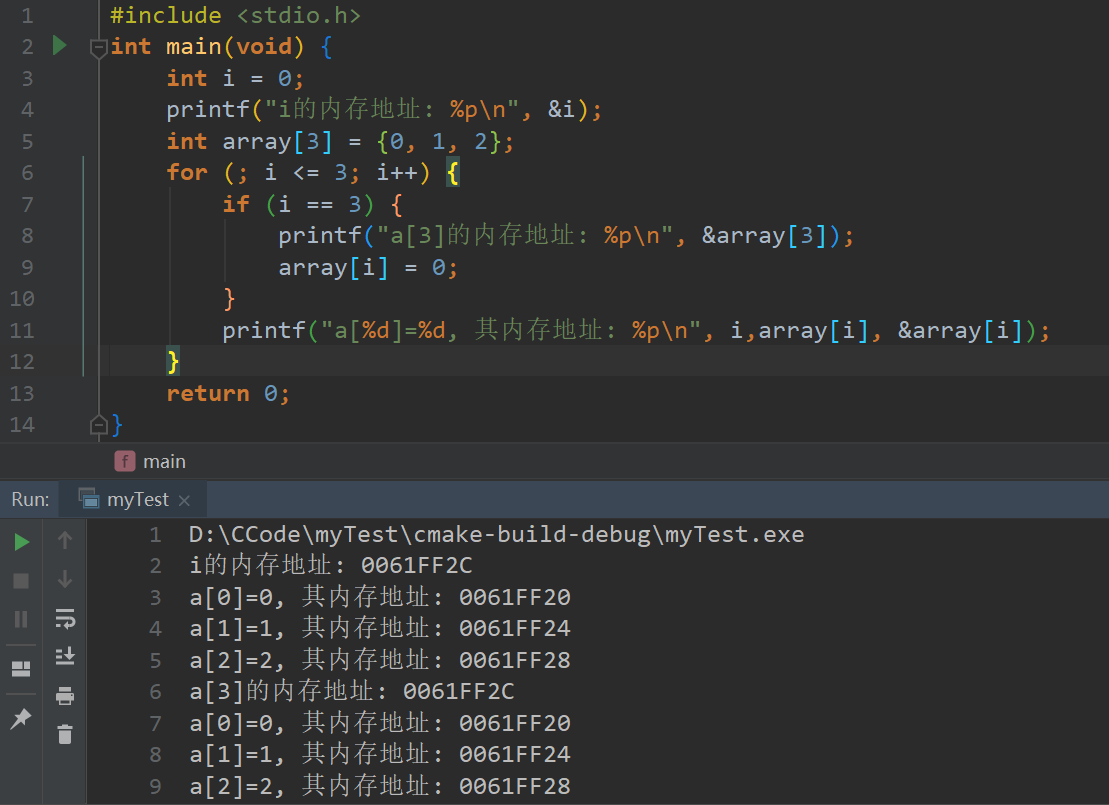 1 #include <stdio.h>
2 int main(void) {
3 int i = 0;
4 printf("i的内存地址: %p\n", &i);
5 int array[3] = {0, 1, 2};
6 for (; i <= 3; i++) {
7 if (i == 3) {
8 printf("a[3]的内存地址: %p\n", &array[3]);
9 array[i] = 0;
10 }
11 printf("a[%d]=%d, 其内存地址: %p\n", i,array[i], &array[i]);
12 }
13 return 0;
14 }
f main
Run: myTest ×
1 D:\CCode\myTest\cmake-build-debug\myTest.exe
2 i的内存地址: 0061FF2C
3 a[0]=0, 其内存地址: 0061FF20
4 a[1]=1, 其内存地址: 0061FF24
5 a[2]=2, 其内存地址: 0061FF28
6 a[3]的内存地址: 0061FF2C
7 a[0]=0, 其内存地址: 0061FF20
8 a[1]=1, 其内存地址: 0061FF24
9 a[2]=2, 其内存地址: 0061FF28